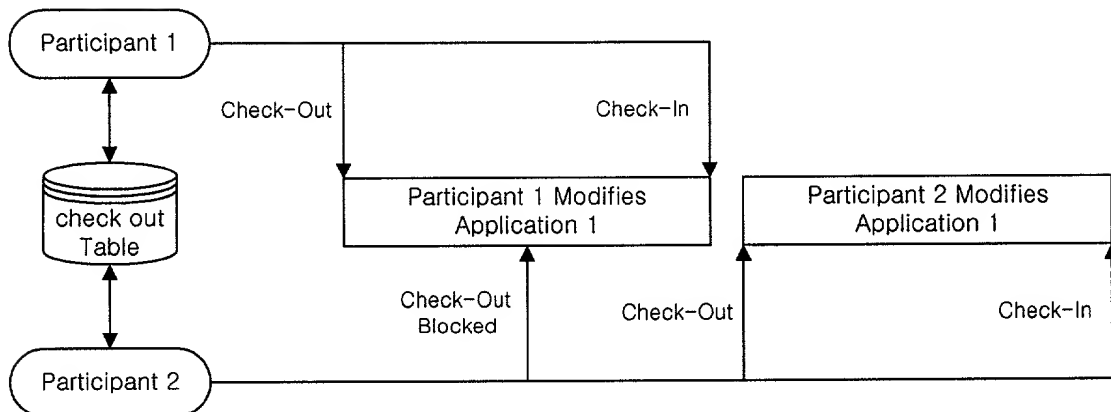 Participant 1
Check-Out
Check-In
Participant 1 Modifies
Application 1
Participant 2 Modifies
Application 1
check out
Table
Check-Out
Blocked
Check-Out
Check-In
Participant 2